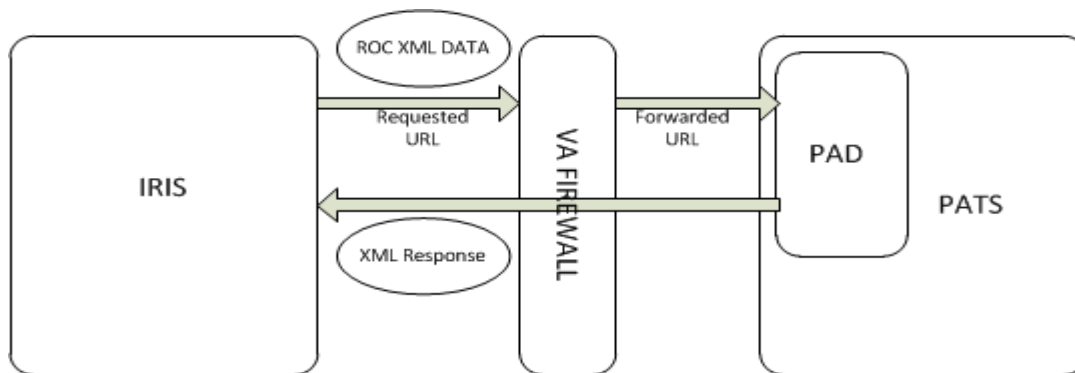 ROC XML DATA
Requested
URL
Forwarded
URL
IRIS
VA FIREWALL
PAD
PATS
XML Response